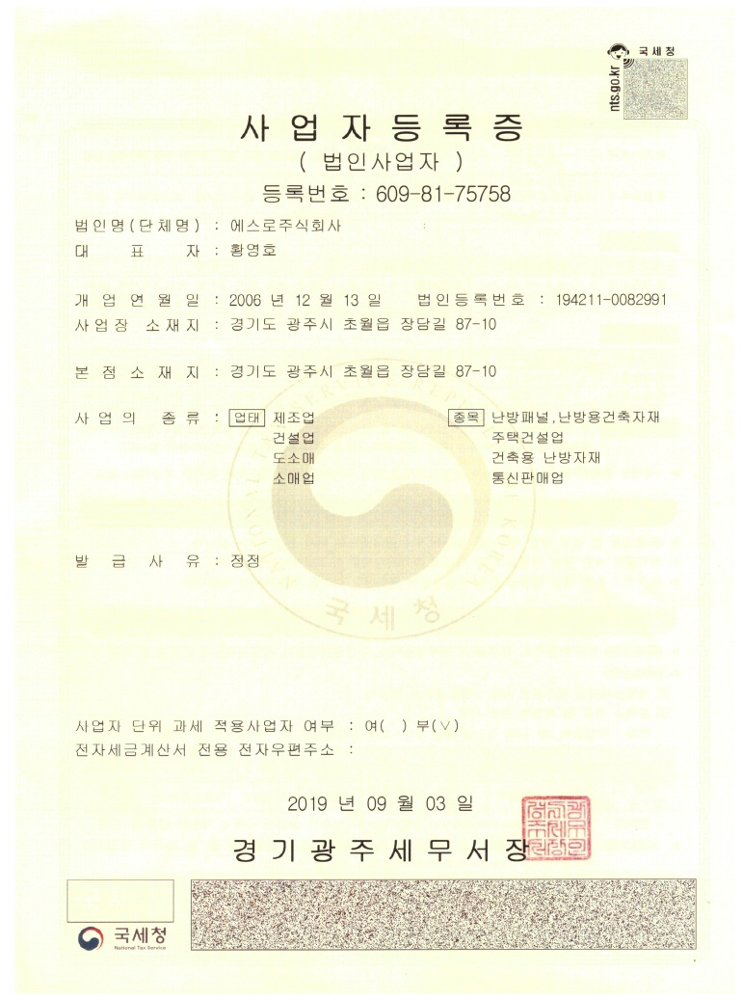 국세청
nts.go.kr
사업자등록증
( 법인사업자 )
등록번호 : 609-81-75758
법인명(단체명) : 에스로주식회사
대 표 자 : 황영호
개 업 연 월 일 : 2006 년 12 월 13 일 법인등록번호 : 194211-0082991
사업장 소재지 : 경기도 광주시 초월읍 장담길 87-10
본 점 소 재 지 : 경기도 광주시 초월읍 장담길 87-10
사 업 의 종 류 : 업태 제조업 종목 난방패널,난방용건축자재
건설업 주택건설업
도소매 건축용 난방자재
소매업 통신판매업
발 급 사 유 : 정정
국세청
사업자 단위 과세 적용사업자 여부 : 여( ) 부(∨)
전자세금계산서 전용 전자우편주소 :
2019 년 09 월 03 일
경기광주세무서장
국세청
National Tax Service